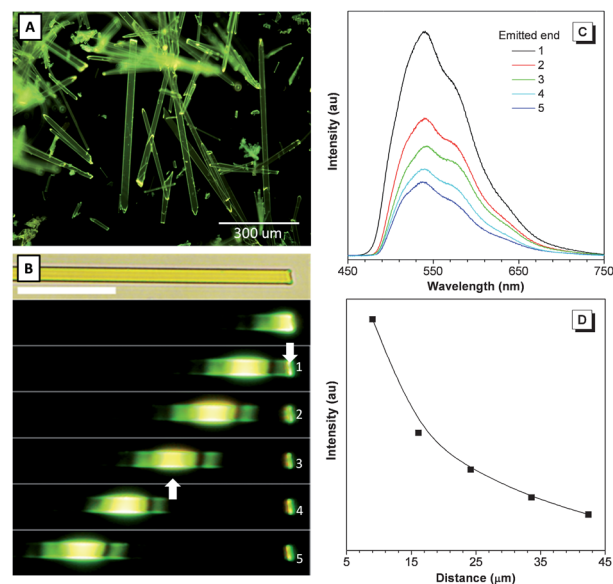 A
300 um
B
1
2
3
4
5
C
Emitted end
1
2
3
4
5
Intensity (au)
450 550 650 750
Wavelength (nm)
D
Intensity (au)
5 15 25 35 45
Distance (μm)